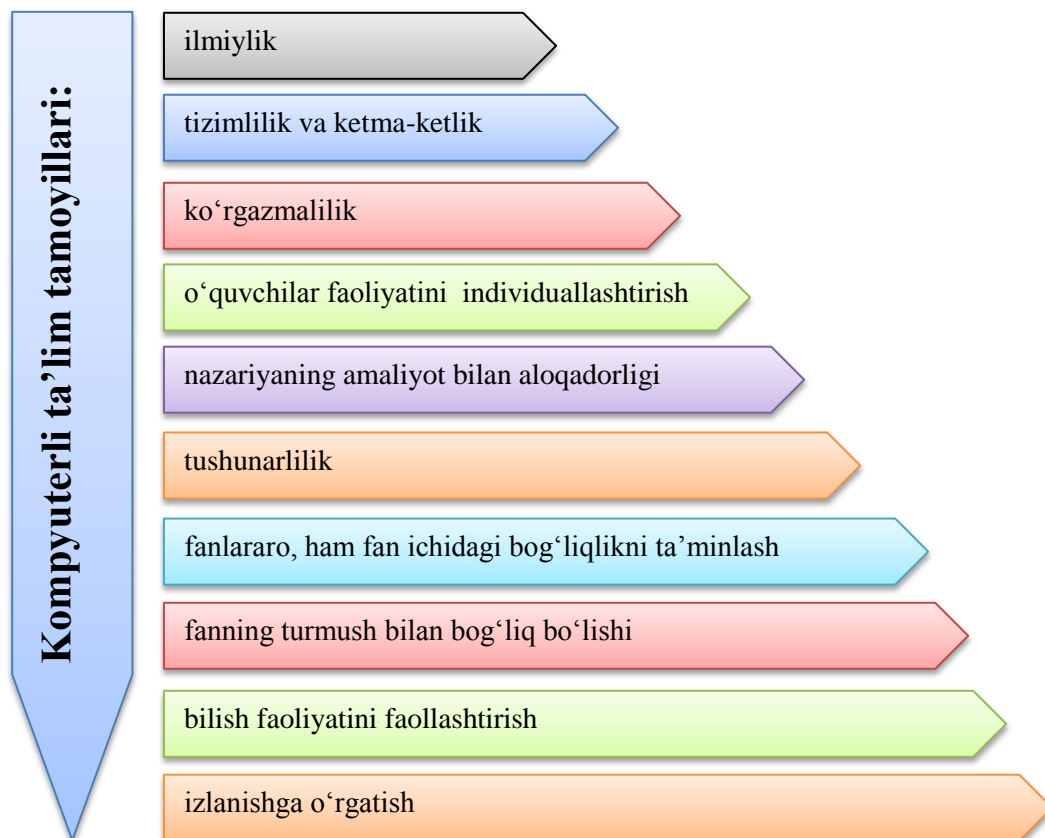 Kompyuterli ta’lim tamoyillari:
ilmiylik
tizimlilik va ketma-ketlik
ko‘rgazmalilik
o‘quvchilar faoliyatini  individuallashtirish
nazariyaning amaliyot bilan aloqadorligi
tushunarlilik
fanlararo, ham fan ichidagi bog‘liqlikni ta’minlash
fanning turmush bilan bog‘liq bo‘lishi
bilish faoliyatini faollashtirish
izlanishga o‘rgatish